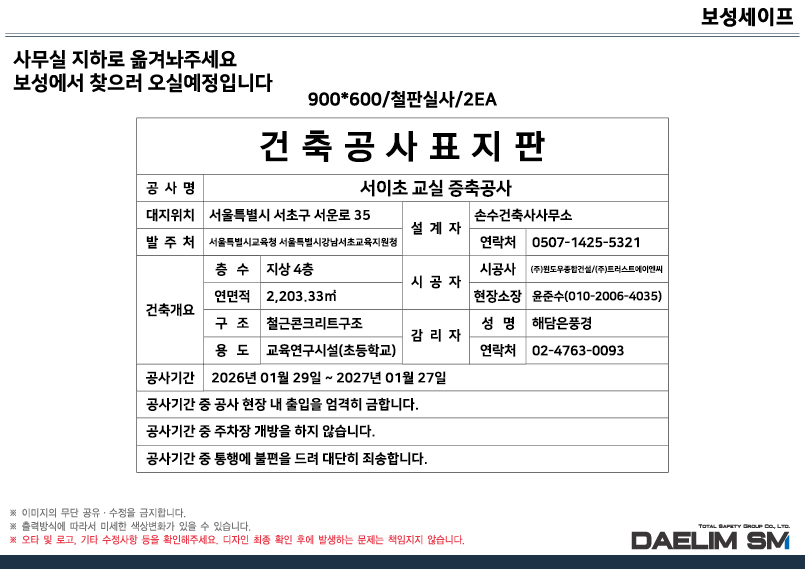 보성세이프
사무실 지하로 옮겨놔주세요
보성에서 찾으러 오실예정입니다
900*600/철판실사/2EA
건축공사표지판
공 사 명 서이초 교실 증축공사
대지위치 서울특별시 서초구 서운로 35 설 계 자 손수건축사사무소
발 주 처 서울특별시교육청 서울특별시강남서초교육지원청 연락처 0507-1425-5321
건축개요 층 수 지상 4층 시 공 자 시공사 (주)윈도우종합건설/(주)트러스트에이앤씨
연면적 2,203.33㎡ 현장소장 윤준수(010-2006-4035)
구 조 철근콘크리트구조 감 리 자 성 명 해담은풍경
용 도 교육연구시설(초등학교) 연락처 02-4763-0093
공사기간 2026년 01월 29일 ~ 2027년 01월 27일
공사기간 중 공사 현장 내 출입을 엄격히 금합니다.
공사기간 중 주차장 개방을 하지 않습니다.
공사기간 중 통행에 불편을 드려 대단히 죄송합니다.
※ 이미지의 무단 공유 · 수정을 금지합니다.
※ 출력방식에 따라서 미세한 색상변화가 있을 수 있습니다.
※ 오타 및 로고, 기타 수정사항 등을 확인해주세요. 디자인 최종 확인 후에 발생하는 문제는 책임지지 않습니다.
Total Safety Group Co., Ltd.
DAELIM SM